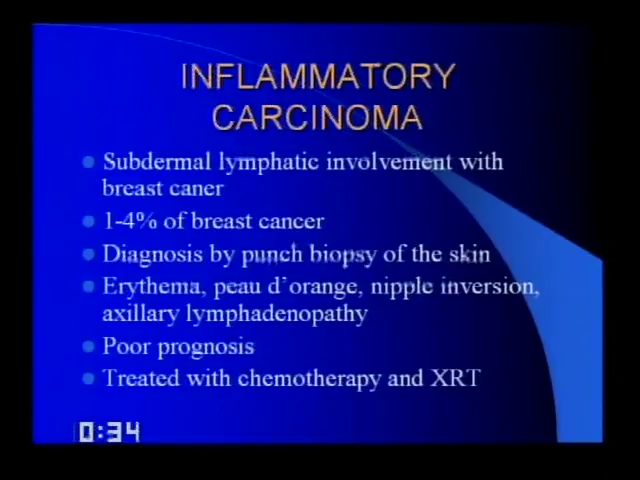 INFLAMMATORY
CARCINOMA
Subdermal lymphatic involvement with
breast caner
1-4% of breast cancer
Diagnosis by punch biopsy of the skin
Erythema, peau d'orange, nipple inversion,
axillary lymphadenopathy
Poor prognosis
Treated with chemotherapy and XRT
0:34